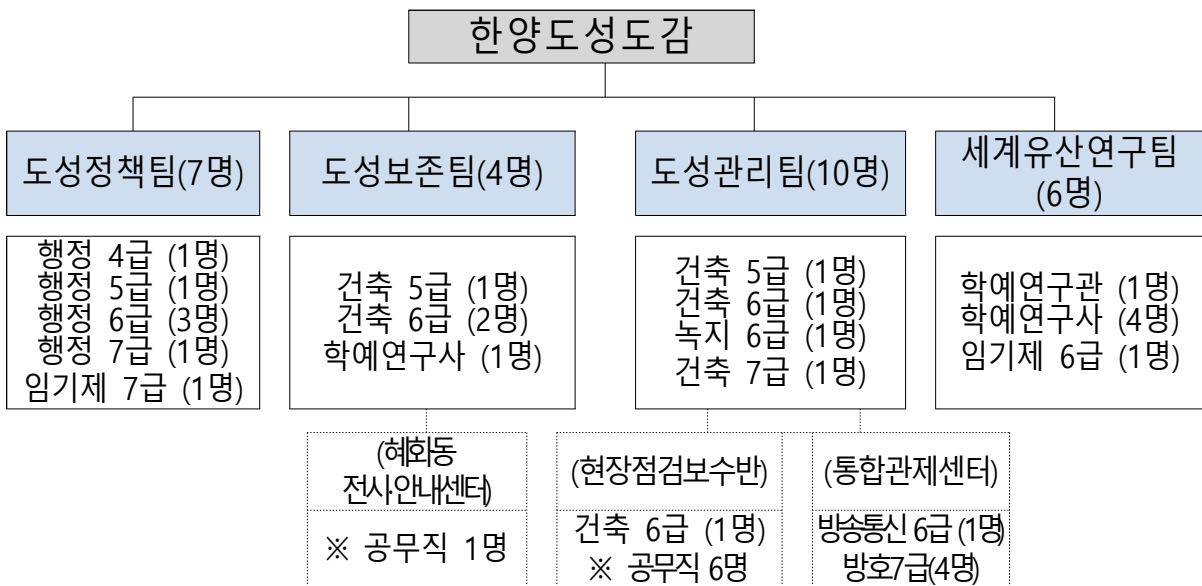 한양도성도감
도성정책팀(7명)
행정 4급 (1명)
행정 5급 (1명)
행정 6급 (3명)
행정 7급 (1명)
임기제 7급 (1명)
도성보존팀(4명)
건축 5급 (1명)
건축 6급 (2명)
학예연구사 (1명)
(혜화동
전시·안내센터)
※ 공무직 1명
도성관리팀(10명)
건축 5급 (1명)
건축 6급 (1명)
녹지 6급 (1명)
건축 7급 (1명)
(현장점검보수반)
건축 6급 (1명)
※ 공무직 6명
(통합관제센터)
방송통신 6급 (1명)
방호7급(4명)
세계유산연구팀
(6명)
학예연구관 (1명)
학예연구사 (4명)
임기제 6급 (1명)